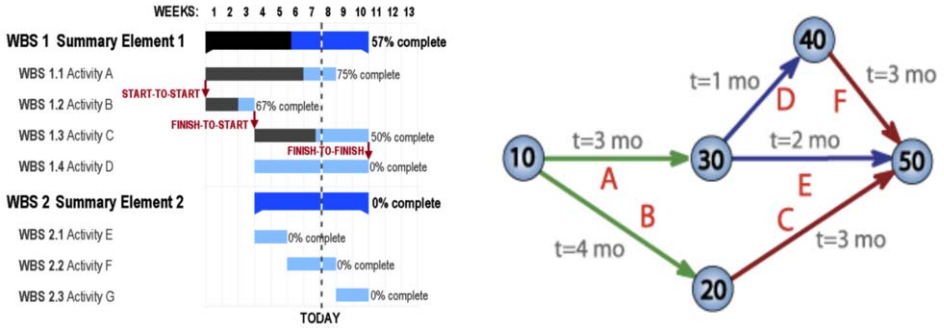 WEEKS: 1 2 3 4 5 6 7 8 9 10 11 12 13
WBS 1 Summary Element 1 57% complete
WBS 1.1 Activity A 75% complete
START-TO-START
WBS 1.2 Activity B 67% complete
FINISH-TO-START
WBS 1.3 Activity C 50% complete
FINISH-TO-FINISH
WBS 1.4 Activity D 0% complete
WBS 2 Summary Element 2 0% complete
WBS 2.1 Activity E 0% complete
WBS 2.2 Activity F 0% complete
WBS 2.3 Activity G 0% complete
TODAY
40
t=1 mo
t=3 mo
D
F
10
t=3 mo
30
t=2 mo
50
A
E
B
C
t=4 mo
t=3 mo
20